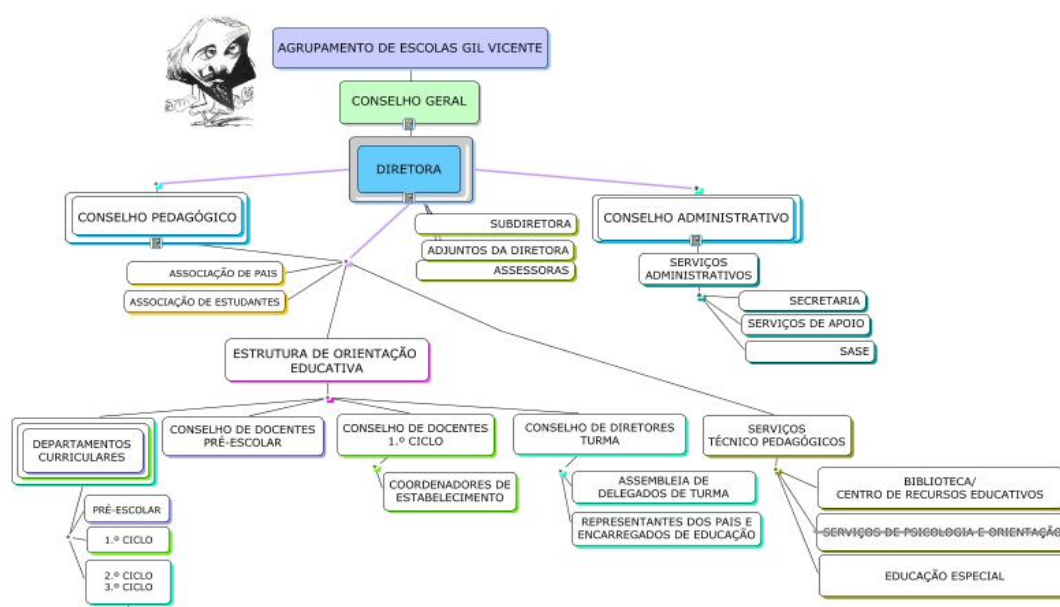 AGRUPAMENTO DE ESCOLAS GIL VICENTE
CONSELHO GERAL
DIRETORA
CONSELHO PEDAGÓGICO
CONSELHO ADMINISTRATIVO
SUBDIRETORA
ADJUNTOS DA DIRETORA
ASSESSORAS
SERVIÇOS
ADMINISTRATIVOS
ASSOCIAÇÃO DE PAIS
ASSOCIAÇÃO DE ESTUDANTES
SECRETARIA
SERVIÇOS DE APOIO
SASE
ESTRUTURA DE ORIENTAÇÃO
EDUCATIVA
DEPARTAMENTOS
CURRICULARES
CONSELHO DE DOCENTES
PRÉ-ESCOLAR
CONSELHO DE DOCENTES
1.º CICLO
CONSELHO DE DIRETORES
TURMA
SERVIÇOS
TÉCNICO PEDAGÓGICOS
PRÉ-ESCOLAR
1.º CICLO
2.º CICLO
3.º CICLO
COORDENADORES DE
ESTABELECIMENTO
ASSEMBLEIA DE
DELEGADOS DE TURMA
REPRESENTANTES DOS PAIS E
ENCARREGADOS DE EDUCAÇÃO
BIBLIOTECA/
CENTRO DE RECURSOS EDUCATIVOS
SERVIÇOS DE PSICOLOGIA E ORIENTAÇÃO
EDUCAÇÃO ESPECIAL